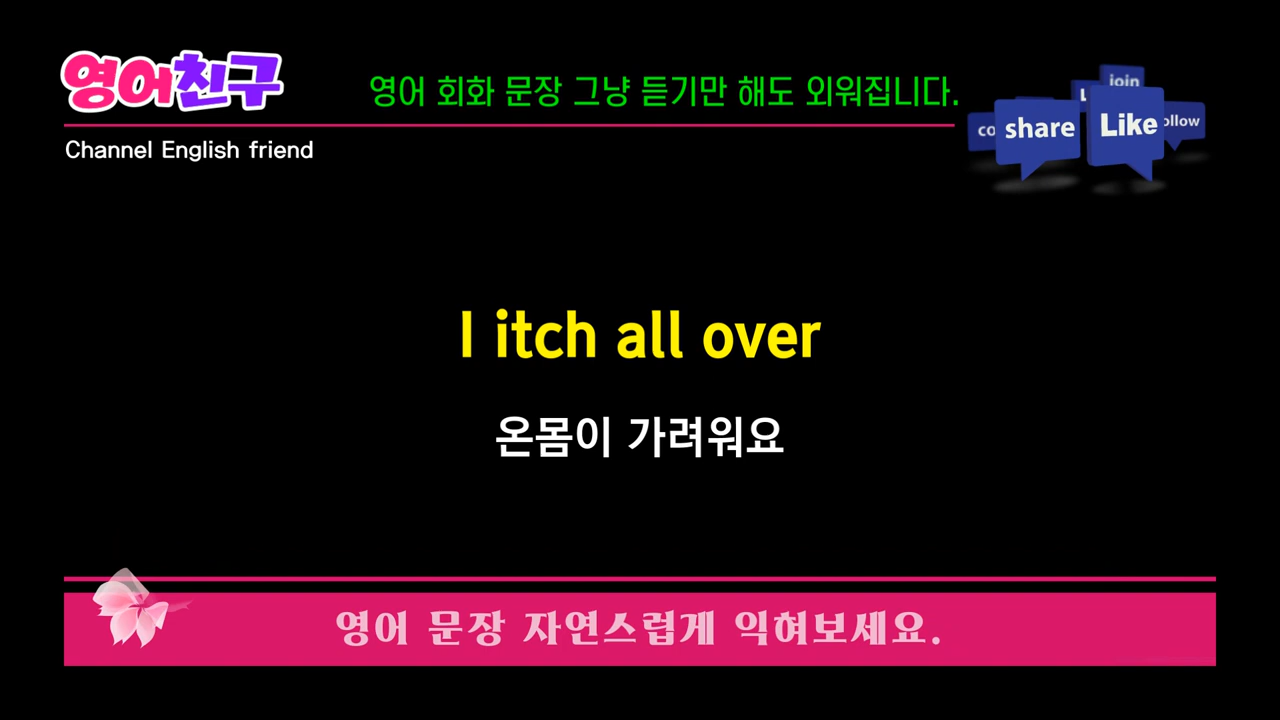 영어친구
영어 회화 문장 그냥 듣기만 해도 외워집니다.
Channel English friend
join
share
Like
I itch all over
온몸이 가려워요
영어 문장 자연스럽게 익혀보세요.